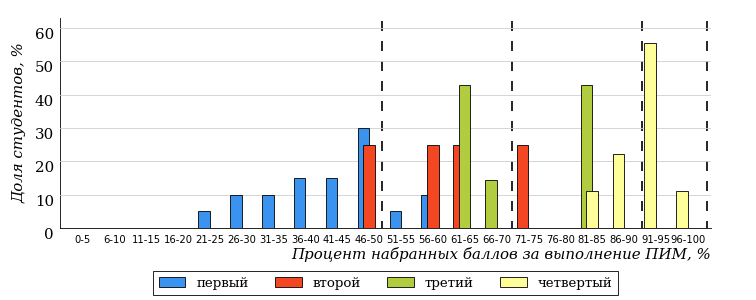 Доля студентов, %
60
50
40
30
20
10
0
0-5 6-10 11-15 16-20 21-25 26-30 31-35 36-40 41-45 46-50 51-55 56-60 61-65 66-70 71-75 76-80 81-85 86-90 91-95 96-100
Процент набранных баллов за выполнение ПИМ, %
первый второй третий четвертый